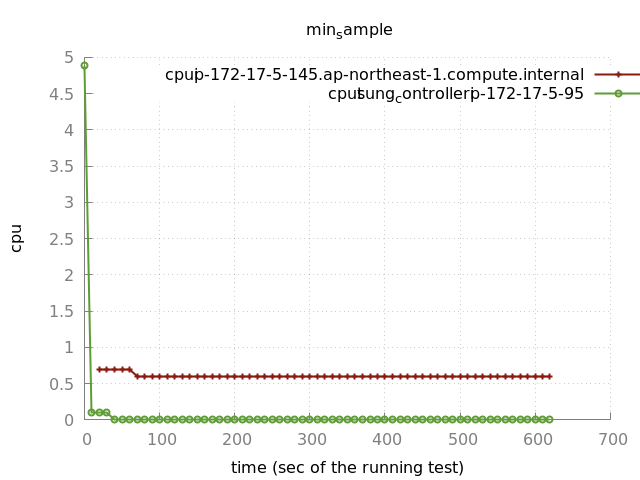 min_sample
cpu_ip-172-17-5-145.ap-northeast-1.compute.internal
cpu_tsung_controller_ip-172-17-5-95
5
4.5
4
3.5
3
2.5
2
1.5
1
0.5
0
cpu
0 100 200 300 400 500 600 700
time (sec of the running test)